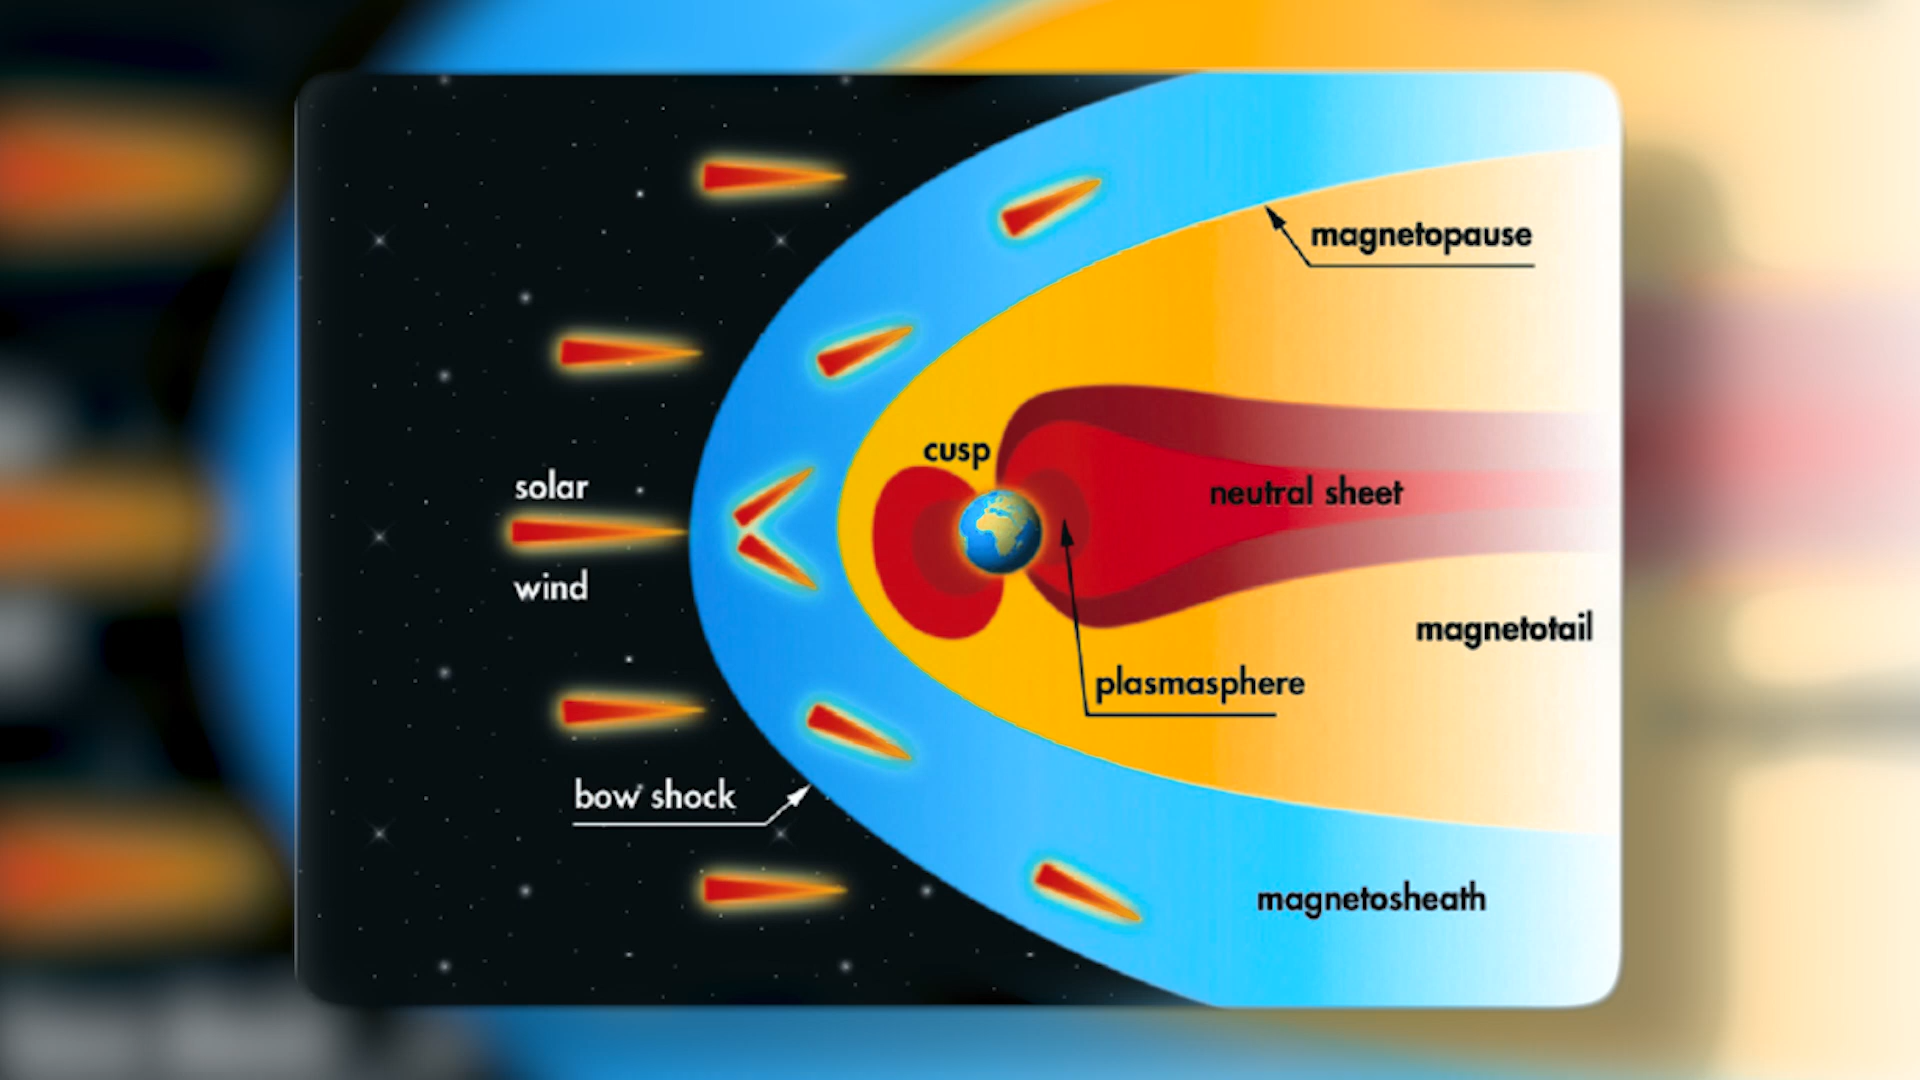 magnetopause
cusp
solar
neutral sheet
wind
magnetotail
plasmasphere
bow shock
magnetosheath